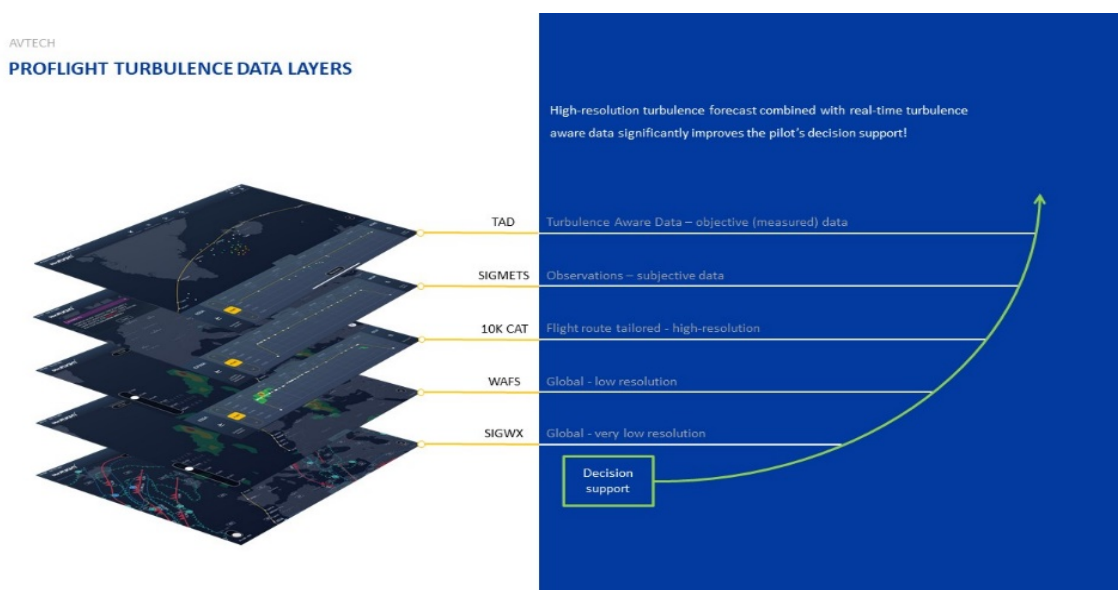 AVTECH
PROFLIGHT TURBULENCE DATA LAYERS
High-resolution turbulence forecast combined with real-time turbulence
aware data significantly improves the pilot's decision support!
TAD
Turbulence Aware Data – objective (measured) data
SIGMETS
Observations – subjective data
10K CAT
Flight route tailored - high-resolution
WAFS
Global - low resolution
SIGWX
Global - very low resolution
Decision
support